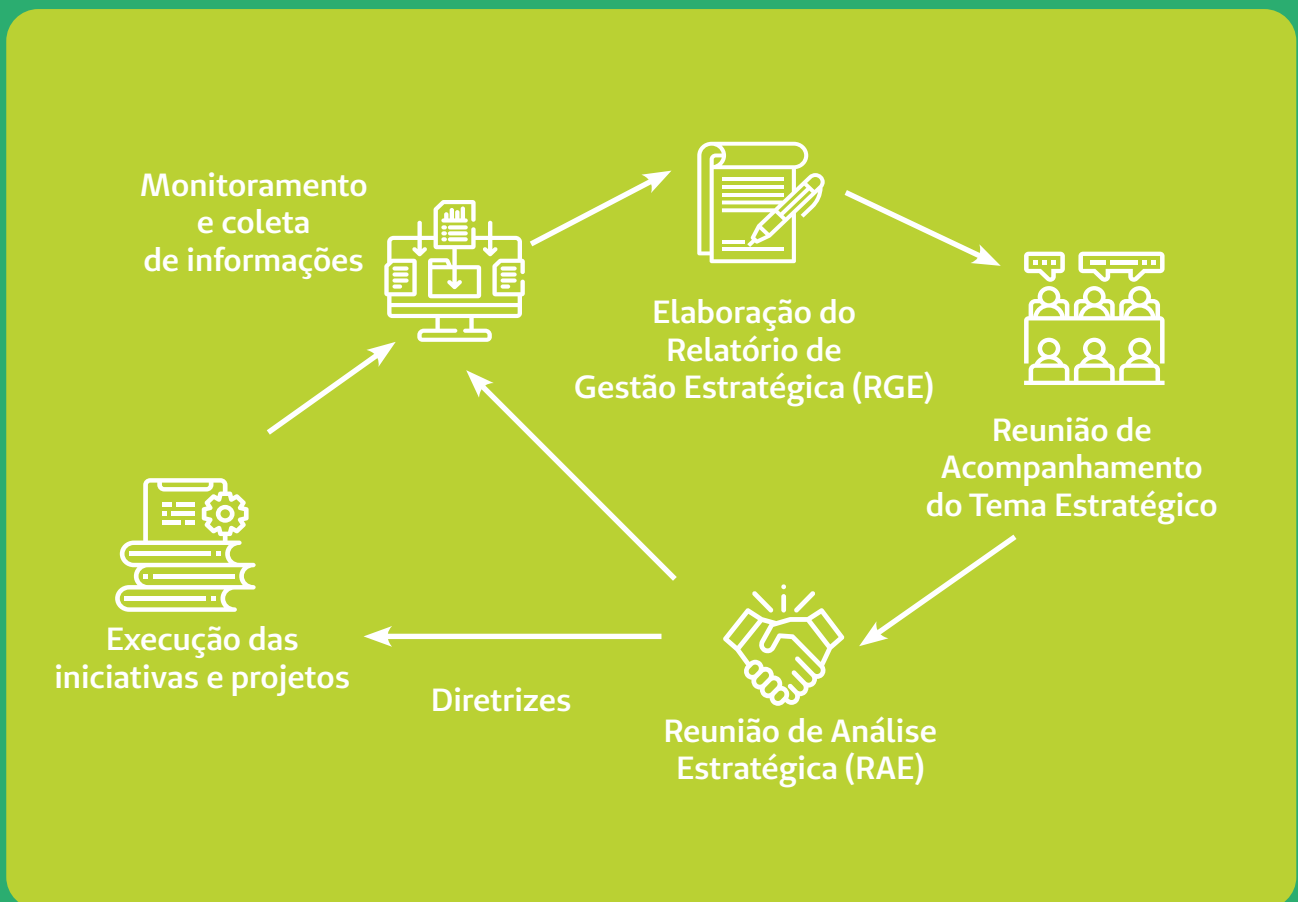 Monitoramento
e coleta
de informações
Elaboração do
Relatório de
Gestão Estratégica (RGE)
Reunião de
Acompanhamento
do Tema Estratégico
Execução das
iniciativas e projetos
Diretrizes
Reunião de Análise
Estratégica (RAE)